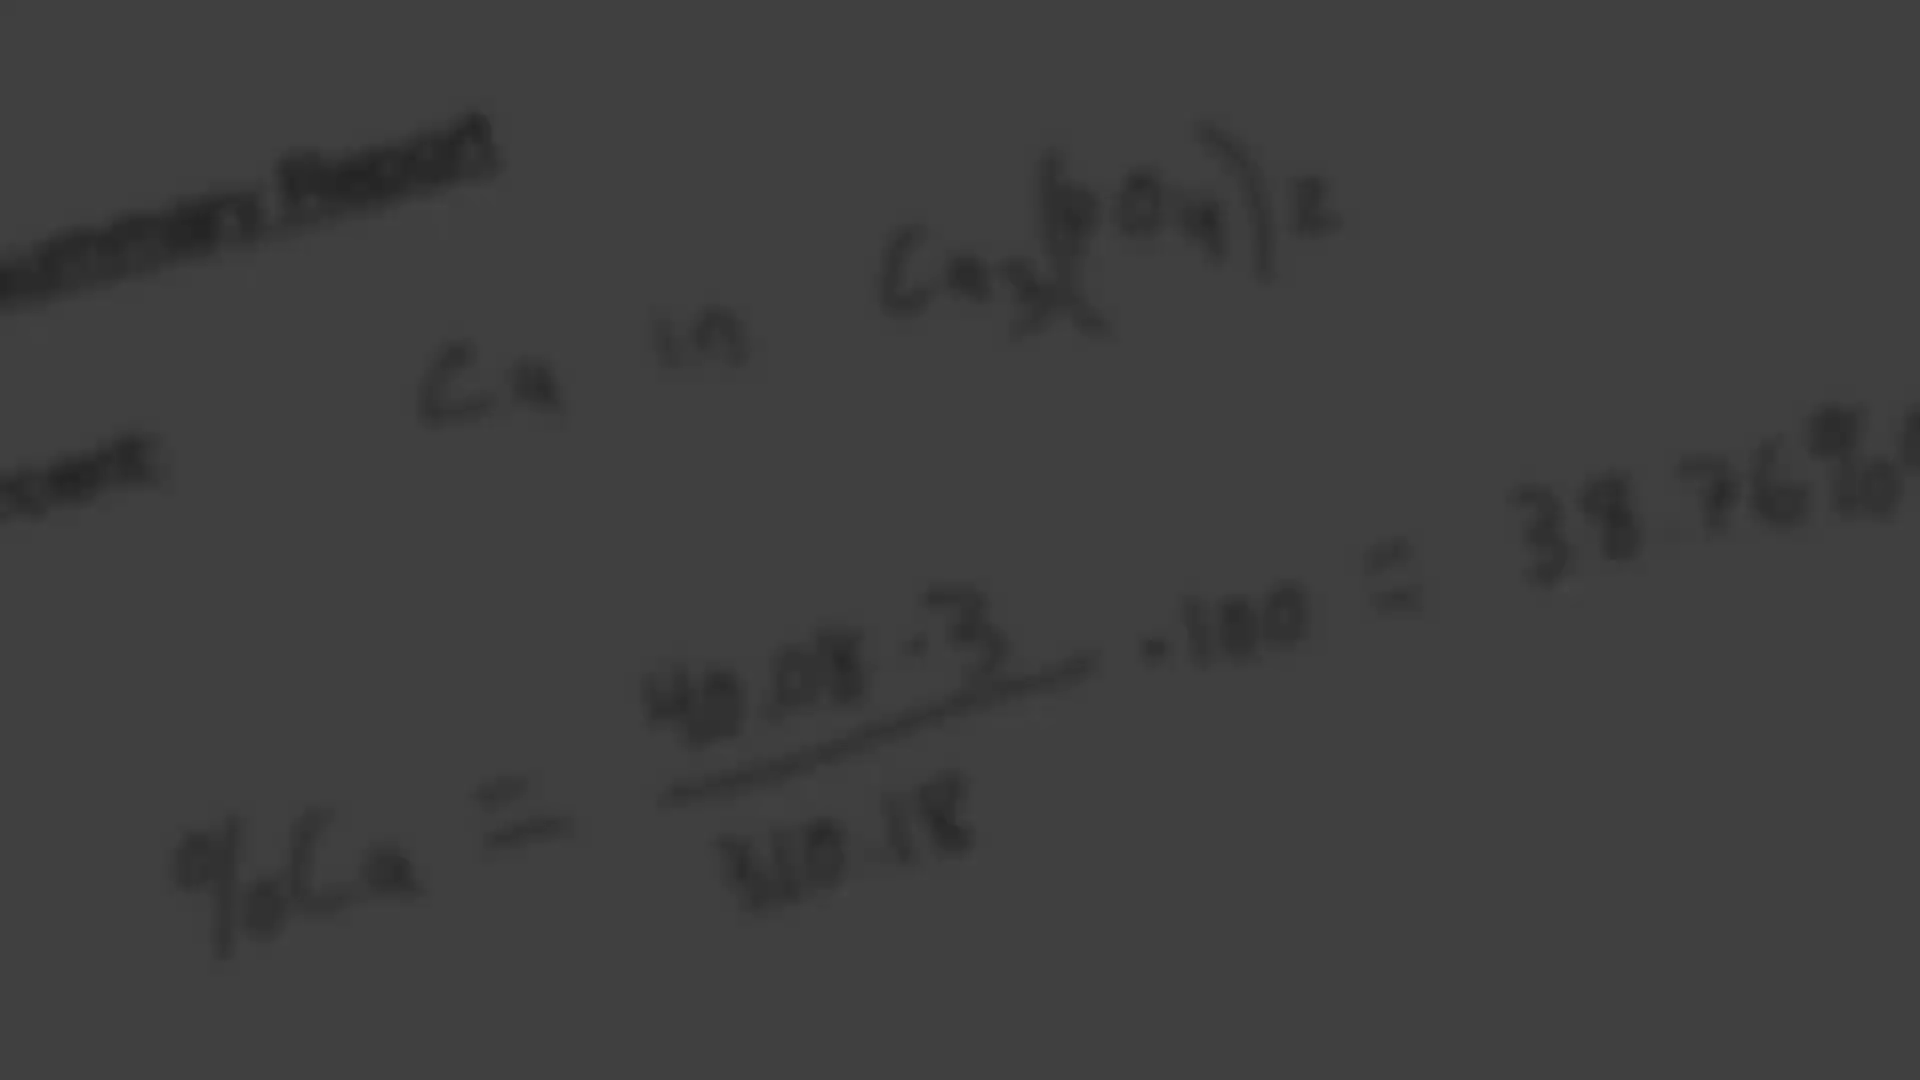 Ca in Ca3(PO4)2
%Ca = 40.08 · 3 / 310.18 · 100 = 38.76%